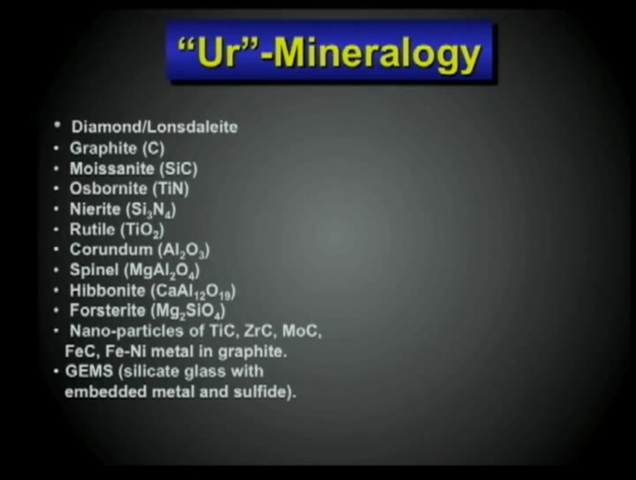 “Ur”-Mineralogy
• Diamond/Lonsdaleite
• Graphite (C)
• Moissanite (SiC)
• Osbornite (TiN)
• Nierite (Si₃N₄)
• Rutile (TiO₂)
• Corundum (Al₂O₃)
• Spinel (MgAl₂O₄)
• Hibbonite (CaAl₁₂O₁₉)
• Forsterite (Mg₂SiO₄)
• Nano-particles of TiC, ZrC, MoC,
FeC, Fe-Ni metal in graphite.
• GEMS (silicate glass with
embedded metal and sulfide).